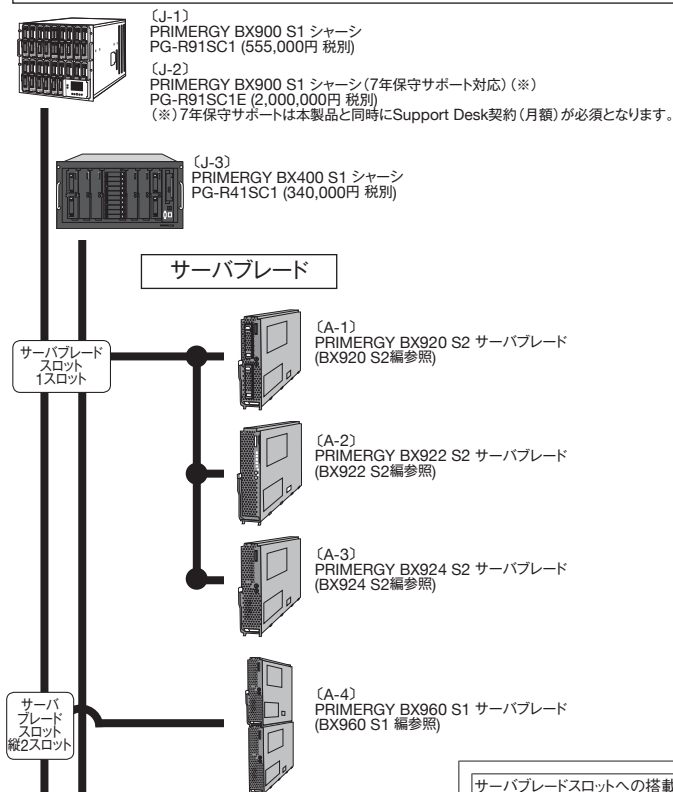 〔J-1〕
PRIMERGY BX900 S1 シャーシ
PG-R91SC1 (555,000円 税別)
〔J-2〕
PRIMERGY BX900 S1 シャーシ(7年保守サポート対応)(※)
PG-R91SC1E (2,000,000円 税別)
(※)7年保守サポートは本製品と同時にSupport Desk契約(月額)が必須となります。
〔J-3〕
PRIMERGY BX400 S1 シャーシ
PG-R41SC1 (340,000円 税別)
サーバブレード
サーバブレード
スロット
1スロット
〔A-1〕
PRIMERGY BX920 S2 サーバブレード
(BX920 S2編参照)
〔A-2〕
PRIMERGY BX922 S2 サーバブレード
(BX922 S2編参照)
〔A-3〕
PRIMERGY BX924 S2 サーバブレード
(BX924 S2編参照)
サーバ
ブレード
スロット
縦2スロット
〔A-4〕
PRIMERGY BX960 S1 サーバブレード
(BX960 S1 編参照)
サーバブレードスロットへの搭載